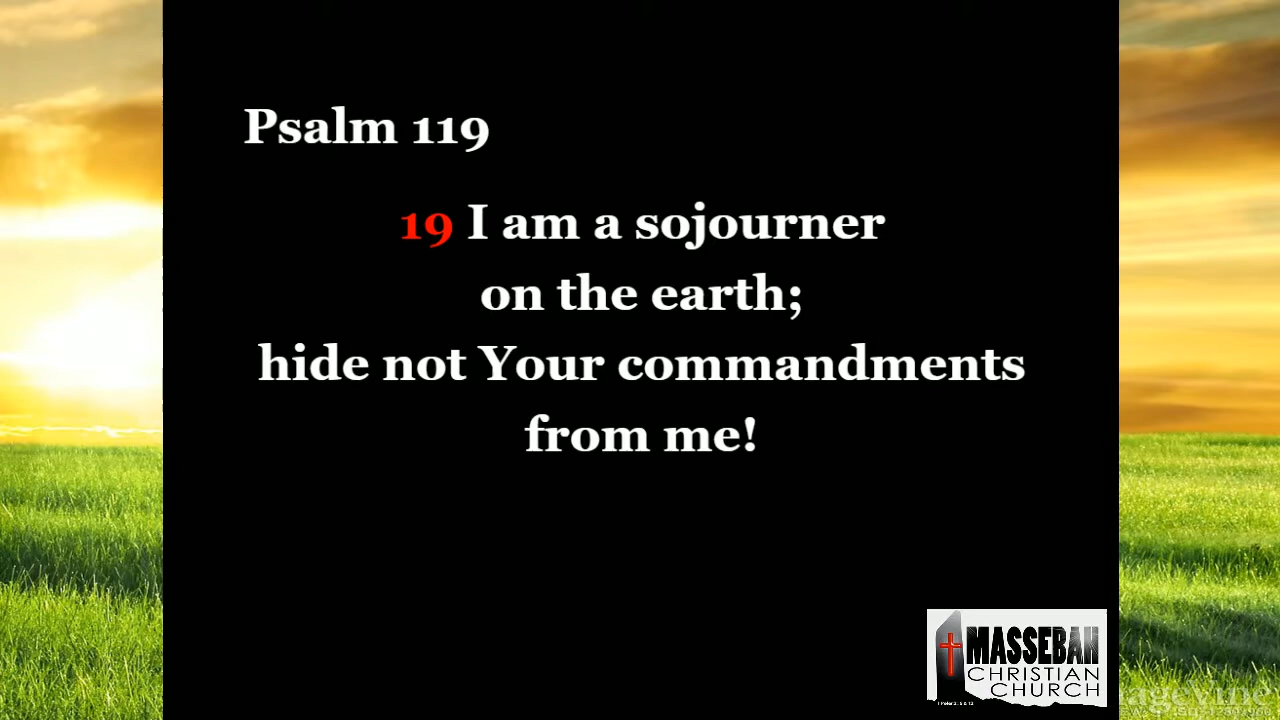 Psalm 119
19 I am a sojourner
on the earth;
hide not Your commandments
from me!
MASSEBAH
CHRISTIAN
CHURCH